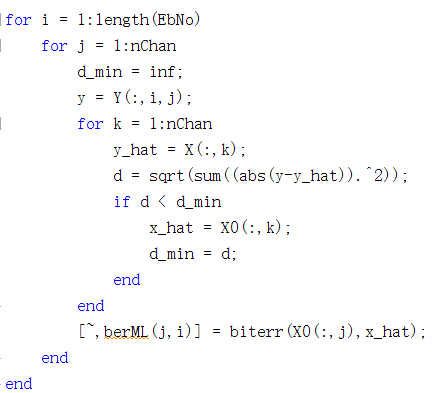 for i = 1:length(EbNo)
    for j = 1:nChan
        d_min = inf;
        y = Y(:,i,j);
        for k = 1:nChan
            y_hat = X(:,k);
            d = sqrt(sum((abs(y-y_hat)).^2));
            if d < d_min
                x_hat = X0(:,k);
                d_min = d;
            end
        end
        [~,berML(j,i)] = biterr(X0(:,j),x_hat);
    end
end